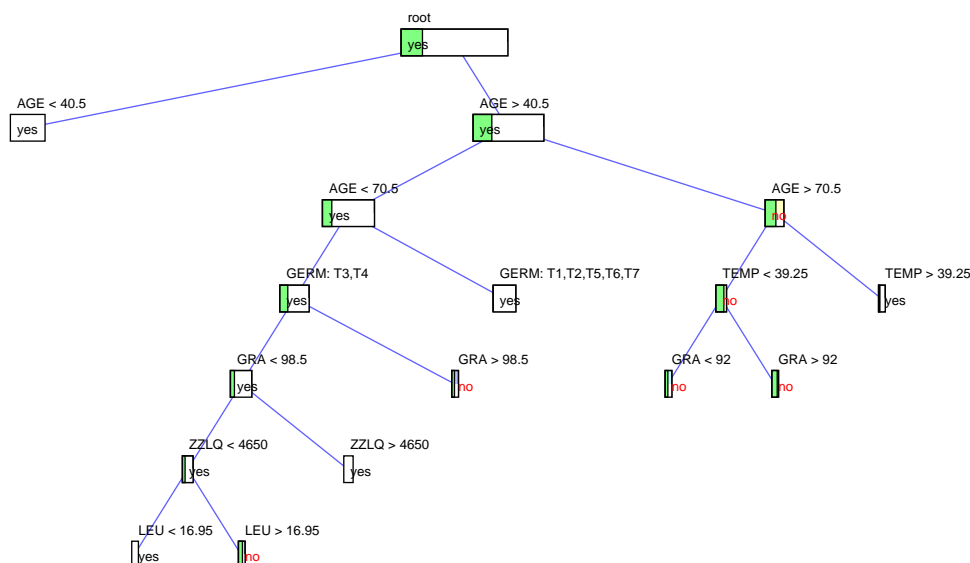 root
yes
AGE < 40.5
yes
AGE > 40.5
yes
AGE < 70.5
yes
AGE > 70.5
no
GERM: T3,T4
yes
GERM: T1,T2,T5,T6,T7
yes
TEMP < 39.25
no
TEMP > 39.25
yes
GRA < 98.5
yes
GRA > 98.5
no
GRA < 92
no
GRA > 92
no
ZZLQ < 4650
yes
ZZLQ > 4650
yes
LEU < 16.95
yes
LEU > 16.95
no